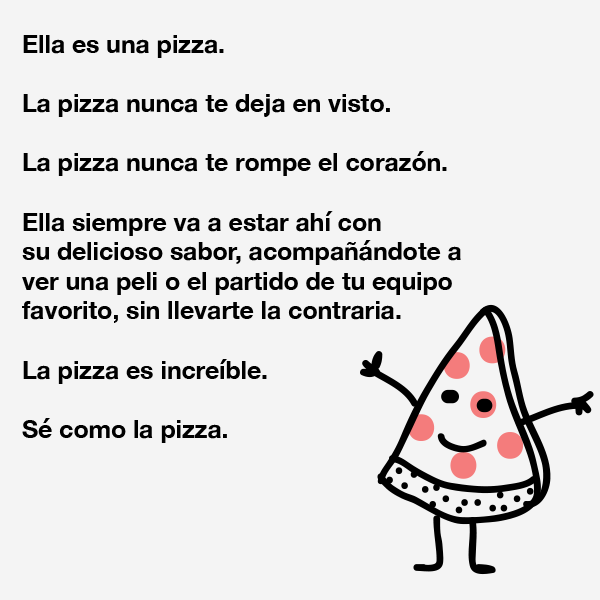 Ella es una pizza.
La pizza nunca te deja en visto.
La pizza nunca te rompe el corazón.
Ella siempre va a estar ahí con
su delicioso sabor, acompañándote a
ver una peli o el partido de tu equipo
favorito, sin llevarte la contraria.
La pizza es increíble.
Sé como la pizza.